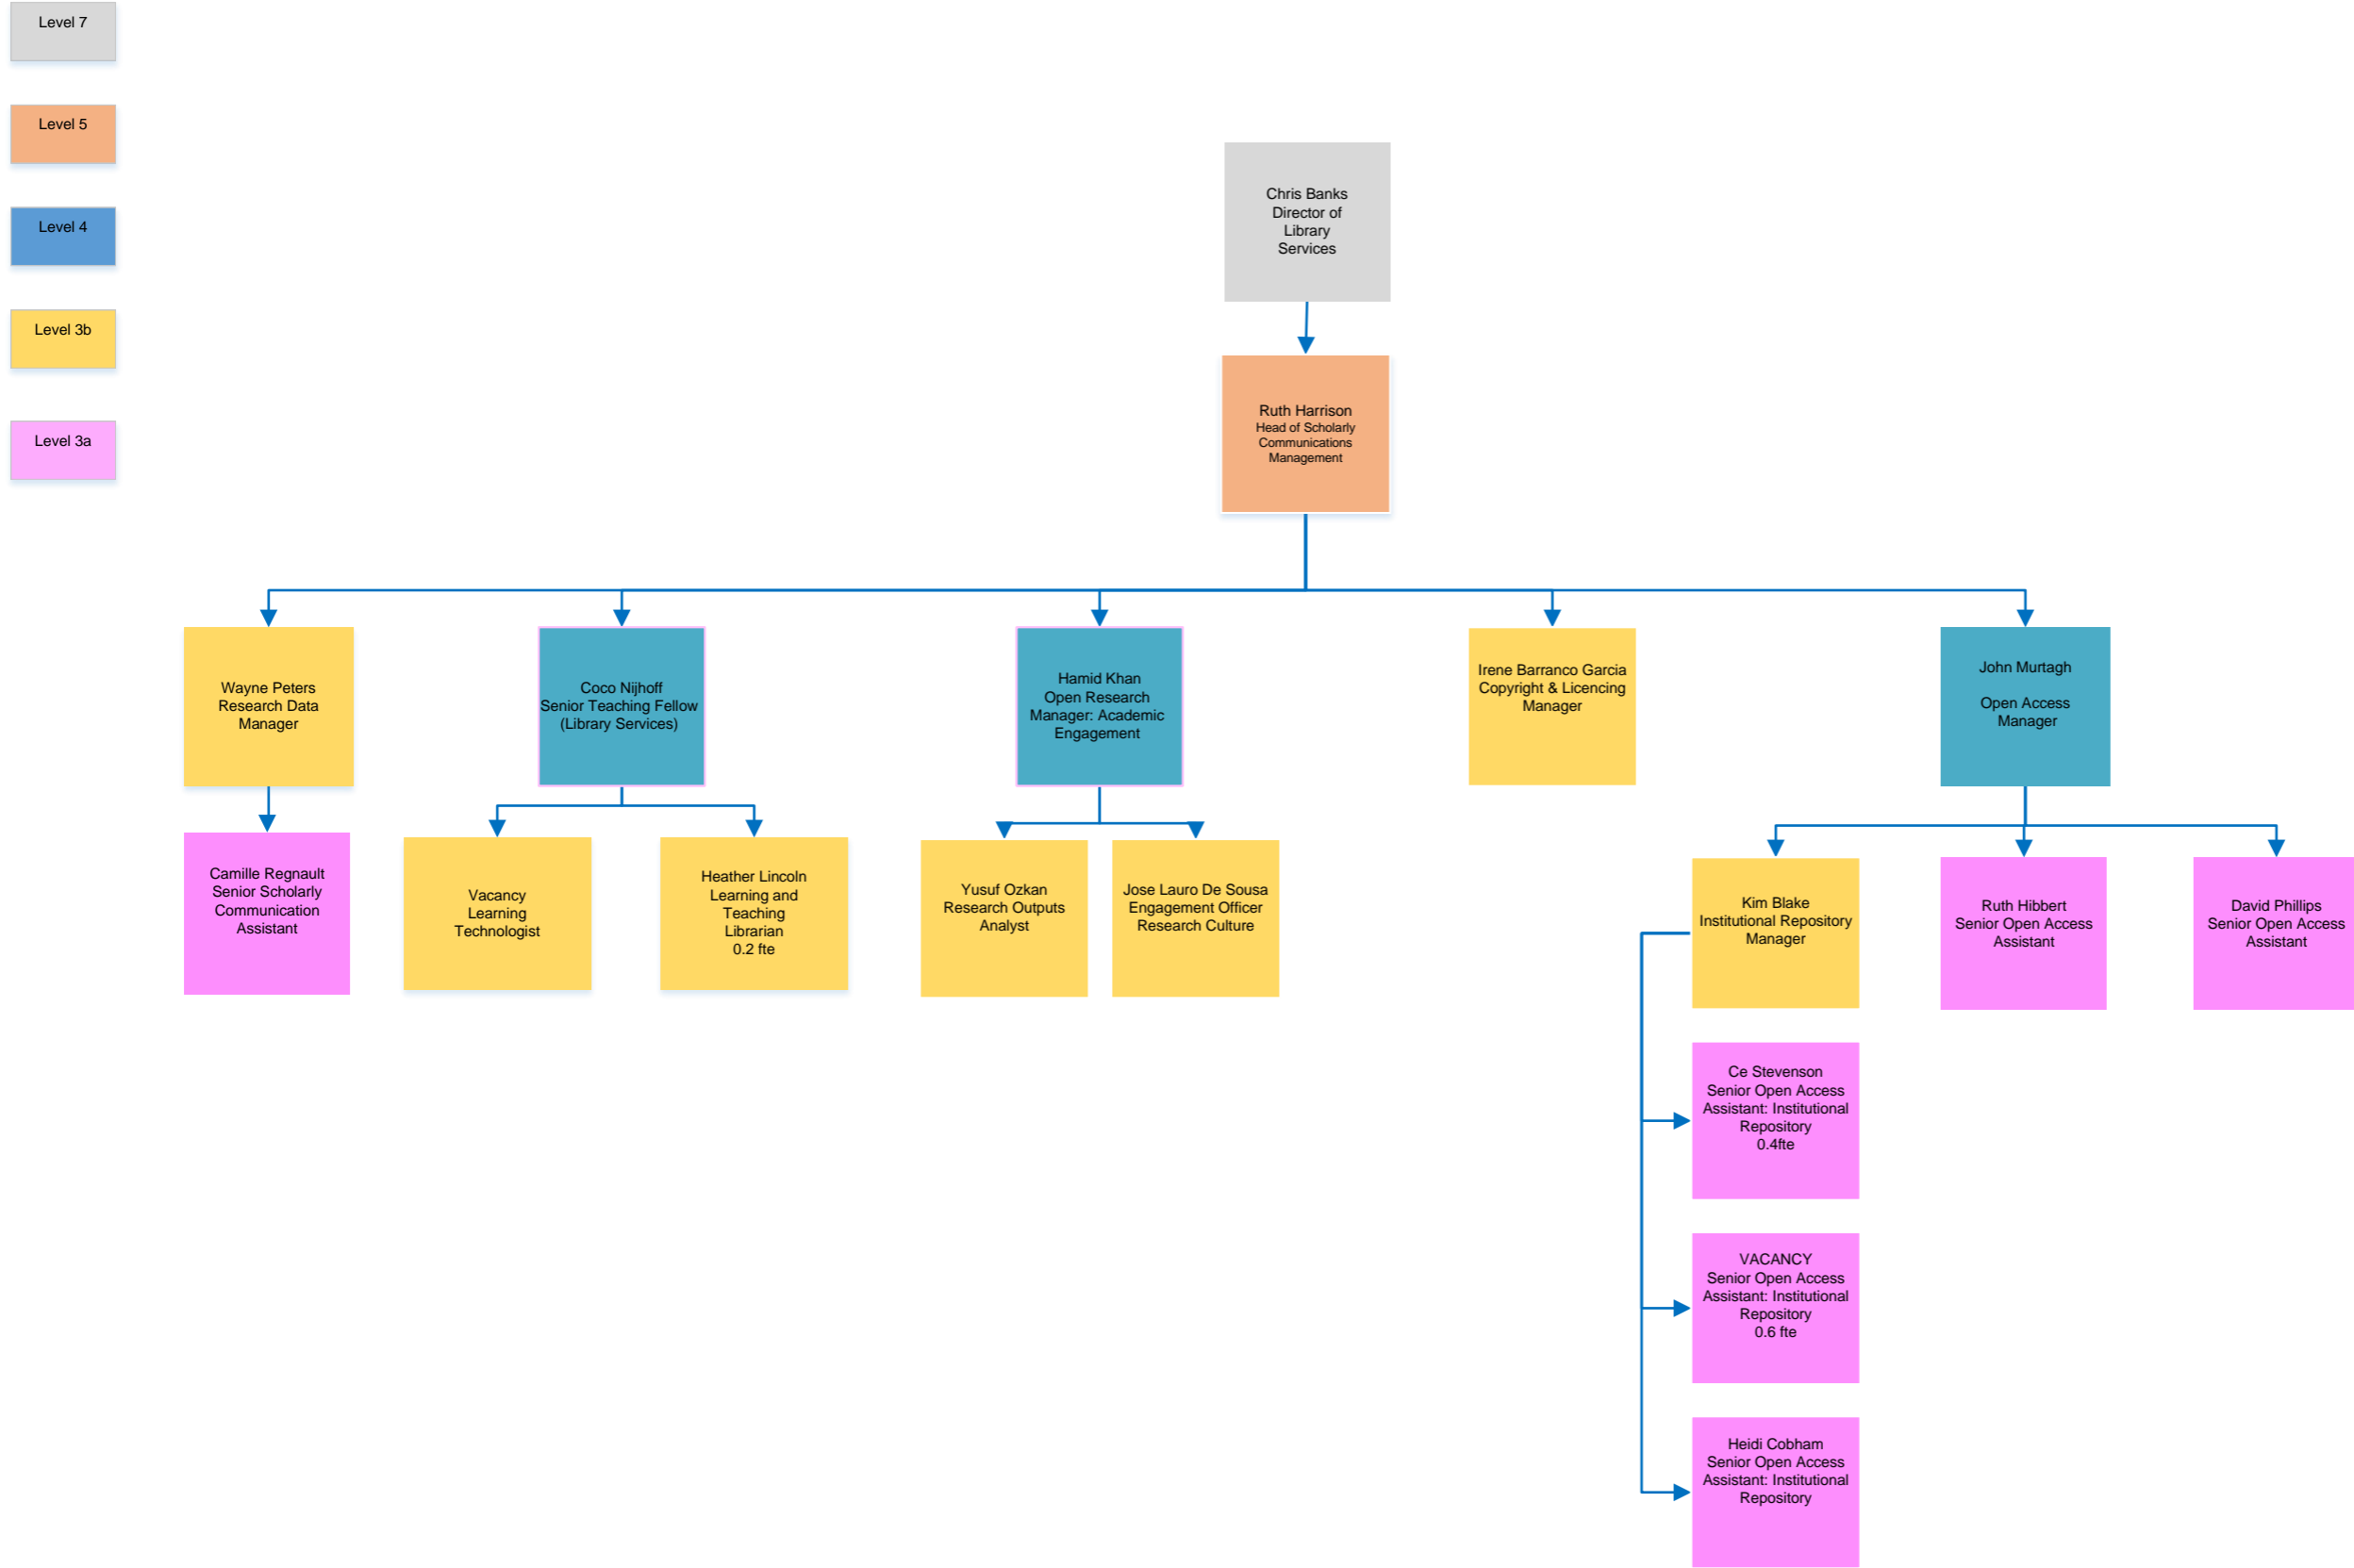 Level 7
Level 5
Level 4
Level 3b
Level 3a
Chris Banks
Director of
Library
Services
Ruth Harrison
Head of Scholarly
Communications
Management
Wayne Peters
Research Data
Manager
Coco Nijhoff
Senior Teaching Fellow
(Library Services)
Hamid Khan
Open Research
Manager: Academic
Engagement
Irene Barranco Garcia
Copyright & Licencing
Manager
John Murtagh
Open Access
Manager
Camille Regnault
Senior Scholarly
Communication
Assistant
Vacancy
Learning
Technologist
Heather Lincoln
Learning and
Teaching
Librarian
0.2 fte
Yusuf Ozkan
Research Outputs
Analyst
Jose Lauro De Sousa
Engagement Officer
Research Culture
Kim Blake
Institutional Repository
Manager
Ruth Hibbert
Senior Open Access
Assistant
David Phillips
Senior Open Access
Assistant
Ce Stevenson
Senior Open Access
Assistant: Institutional
Repository
0.4fte
VACANCY
Senior Open Access
Assistant: Institutional
Repository
0.6 fte
Heidi Cobham
Senior Open Access
Assistant: Institutional
Repository